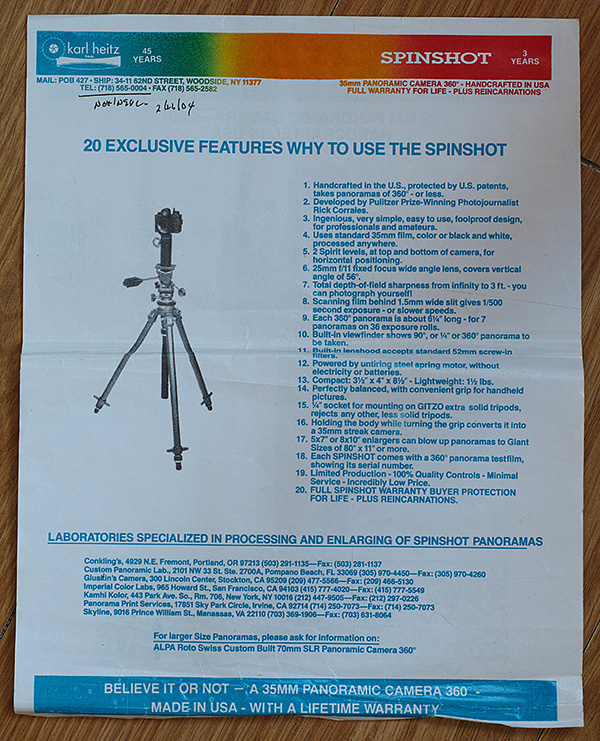 karl heitz
inc.
45
YEARS
SPINSHOT
3
YEARS
MAIL: POB 427 • SHIP: 34-11 62ND STREET, WOODSIDE, NY 11377
TEL: (718) 565-0004 • FAX (718) 565-2582
35mm PANORAMIC CAMERA 360° - HANDCRAFTED IN USA
FULL WARRANTY FOR LIFE - PLUS REINCARNATIONS
20 EXCLUSIVE FEATURES WHY TO USE THE SPINSHOT
1. Handcrafted in the U.S., protected by U.S. patents,
takes panoramas of 360° - or less.
2. Developed by Pulitzer Prize-Winning Photojournalist
Rick Corrales.
3. Ingenious, very simple, easy to use, foolproof design,
for professionals and amateurs.
4. Uses standard 35mm film, color or black and white,
processed anywhere.
5. 2 Spirit levels, at top and bottom of camera, for
horizontal positioning.
6. 25mm f/11 fixed focus wide angle lens, covers vertical
angle of 56°.
7. Total depth-of-field sharpness from infinity to 3 ft. - you
can photograph yourself!
8. Scanning film behind 1.5mm wide slit gives 1/500
second exposure - or slower speeds.
9. Each 350° panorama is about 6¼" long - for 7
panoramas on 36 exposure rolls.
10. Built-in viewfinder shows 90°, or ¼" or 360° panorama to
be taken.
11. Built-in lenshood accepts standard 52mm screw-in
filters.
12. Powered by untiring steel spring motor, without
electricity or batteries.
13. Compact: 3½" x 4" x 8½" - Lightweight: 1½ lbs.
14. Perfectly balanced, with convenient grip for handheld
pictures.
15. ¼" socket for mounting on GITZO extra solid tripods,
rejects any other, less solid tripods.
16. Holding the body while turning the grip converts it into
a 35mm streak camera.
17. 5x7" or 8x10" enlargers can blow up panoramas to Giant
Sizes of 80" x 11" or more.
18. Each SPINSHOT comes with a 360° panorama testfilm,
showing its serial number.
19. Limited Production - 100% Quality Controls - Minimal
Service - Incredibly Low Price.
20. FULL SPINSHOT WARRANTY BUYER PROTECTION
FOR LIFE - PLUS REINCARNATIONS.
LABORATORIES SPECIALIZED IN PROCESSING AND ENLARGING OF SPINSHOT PANORAMAS
Conkling's, 4929 N.E. Fremont, Portland, OR 97213 (503) 291-1135—Fax: (503) 281-1137
Custom Panoramic Lab., 2101 NW 33 St. Ste. 2700A, Pompano Beach, FL 33069 (305) 970-4450—Fax: (305) 970-4260
Gluskin's Camera, 300 Lincoln Center, Stockton, CA 95209 (209) 477-5566—Fax: (209) 466-5130
Imperial Color Labs, 965 Howard St., San Francisco, CA 94103 (415) 777-4020—Fax: (415) 777-5549
Kamhi Kolor, 443 Park Ave. So., Rm. 706, New York, NY 10016 (212) 447-9505—Fax: (212) 297-0226
Panorama Print Services, 17851 Sky Park Circle, Irvine, CA 92714 (714) 250-7073—Fax: (714) 250-7073
Skyline, 9016 Prince William St., Manassas, VA 22110 (703) 369-1906—Fax: (703) 631-8064
For larger Size Panoramas, please ask for information on:
ALPA Roto Swiss Custom Built 70mm SLR Panoramic Camera 360°
BELIEVE IT OR NOT — A 35MM PANORAMIC CAMERA 360° -
MADE IN USA - WITH A LIFETIME WARRANTY